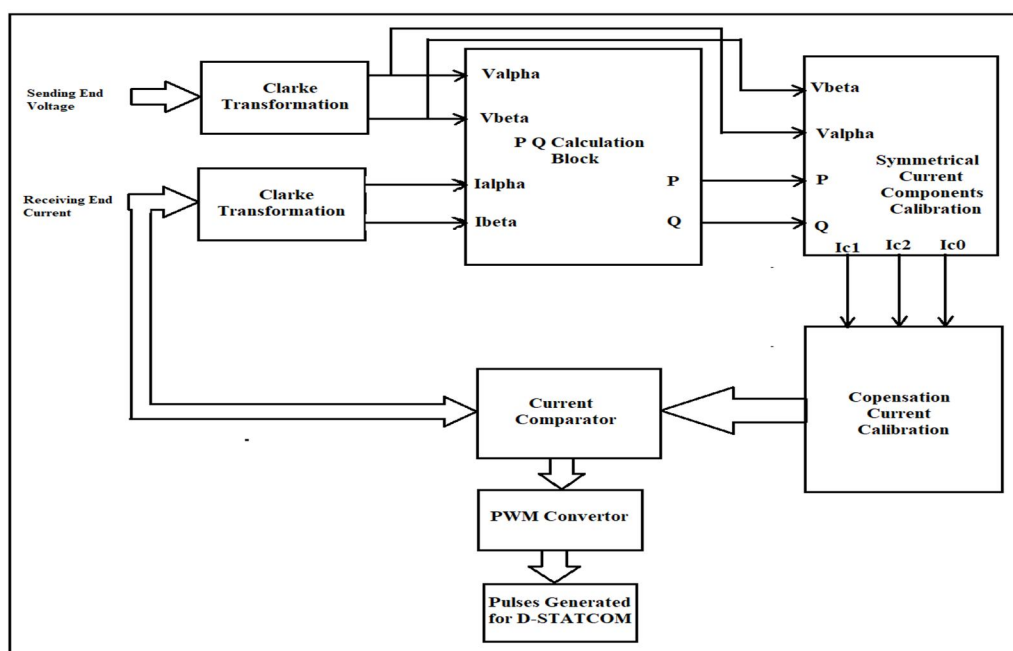 Sending End
Voltage
Clarke
Transformation
Valpha
Vbeta
P Q Calculation
Block
Ialpha
Ibeta
P
Q
Vbeta
Valpha
Symmetrical
Current
Components
Calibration
P
Q
Ic1 Ic2 Ic0
Receiving End
Current
Clarke
Transformation
Current
Comparator
Copensation
Current
Calibration
PWM Convertor
Pulses Generated
for D-STATCOM